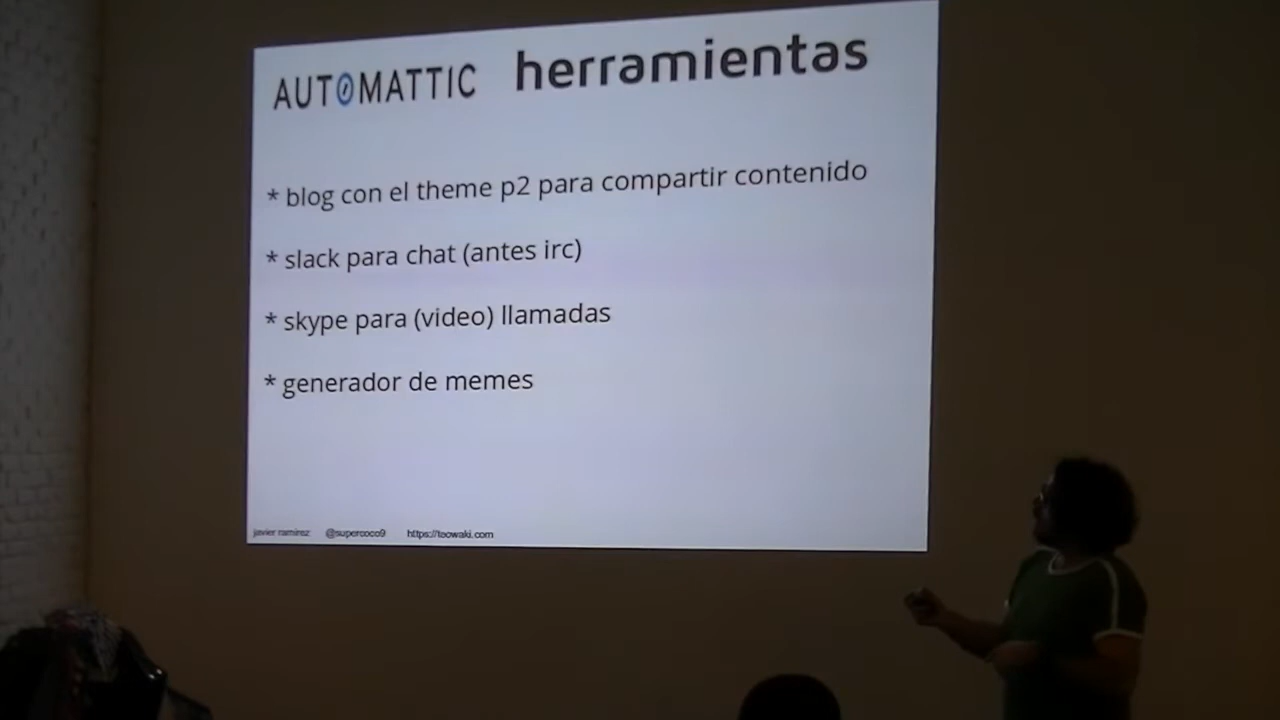 AUTOMATTIC herramientas
* blog con el theme p2 para compartir contenido
* slack para chat (antes irc)
* skype para (video) llamadas
* generador de memes
javier ramirez @supercoco9 https://teowaki.com